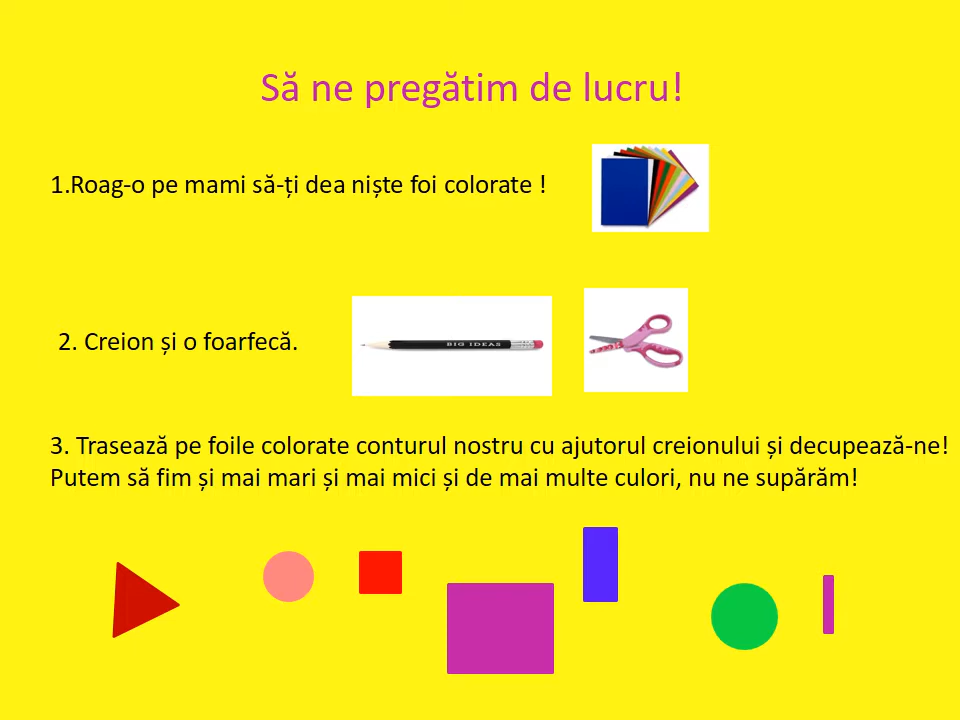 Să ne pregătim de lucru!
1.Roag-o pe mami să-ți dea niște foi colorate !
2. Creion și o foarfecă.
BIG IDEAS
3. Trasează pe foile colorate conturul nostru cu ajutorul creionului și decupează-ne!
Putem să fim și mai mari și mai mici și de mai multe culori, nu ne supărăm!